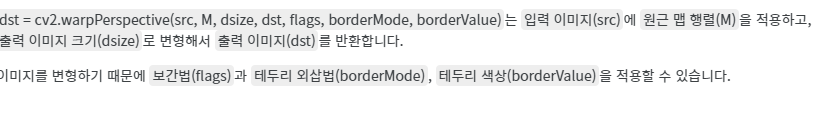 dst = cv2.warpPerspective(src, M, dsize, dst, flags, borderMode, borderValue)는 입력 이미지(src)에 원근 맵 행렬(M)을 적용하고,
출력 이미지 크기(dsize)로 변형해서 출력 이미지(dst)를 반환합니다.
이미지를 변형하기 때문에 보간법(flags)과 테두리 외삽법(borderMode), 테두리 색상(borderValue)을 적용할 수 있습니다.